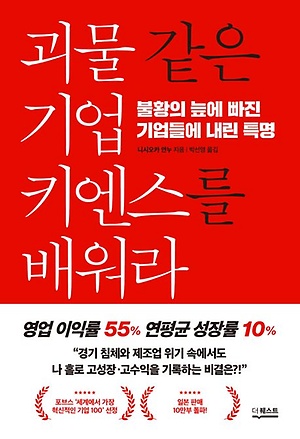 괴물 같은
기업
키엔스를
배워라
불황의 늪에 빠진
기업들에 내린 특명
니시오카 안누 지음 | 박선영 옮김
영업 이익률 55% 연평균 성장률 10%
“경기 침체와 제조업 위기 속에서도
나 홀로 고성장·고수익을 기록하는 비결은?!”
포브스 ‘세계에서 가장
혁신적인 기업 100’ 선정
일본 판매
10만부 돌파!
더 퀘스트